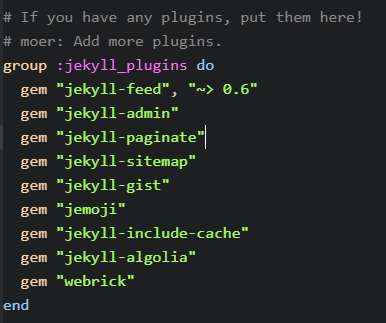 # If you have any plugins, put them here!
# moer: Add more plugins.
group :jekyll_plugins do
  gem "jekyll-feed", "~> 0.6"
  gem "jekyll-admin"
  gem "jekyll-paginate"
  gem "jekyll-sitemap"
  gem "jekyll-gist"
  gem "jemoji"
  gem "jekyll-include-cache"
  gem "jekyll-algolia"
  gem "webrick"
end